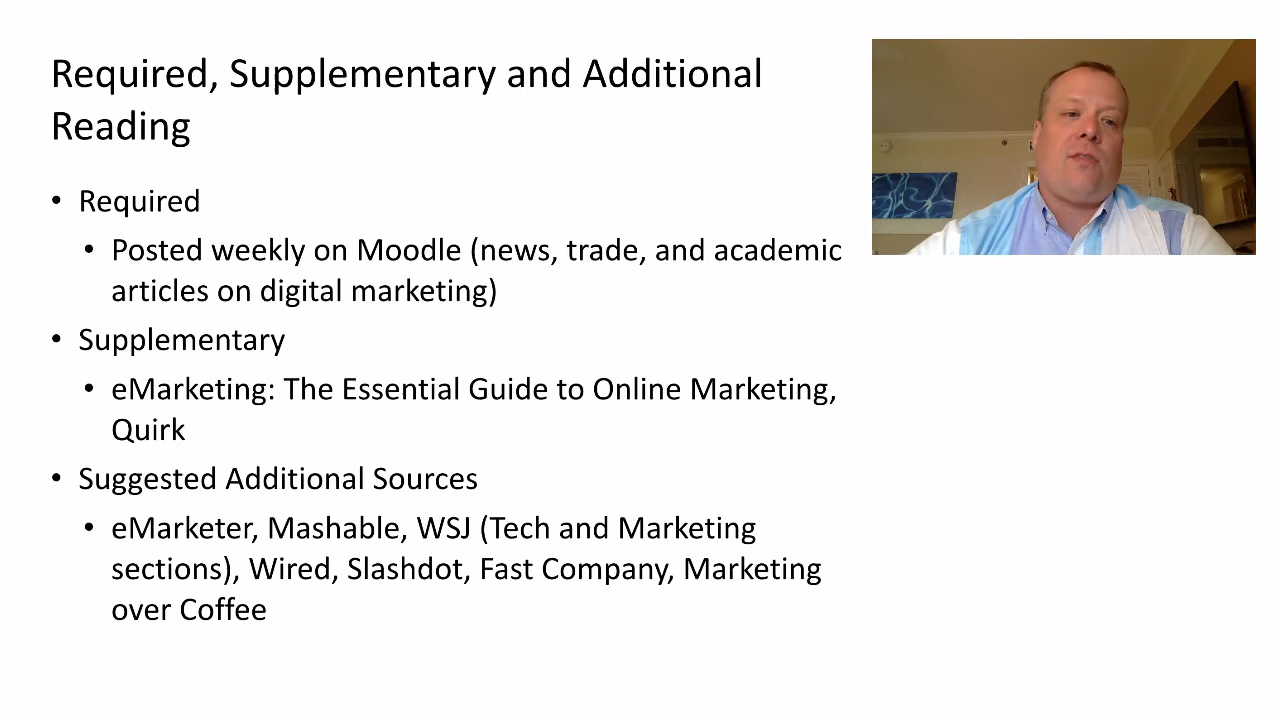 Required, Supplementary and Additional
Reading
• Required
• Posted weekly on Moodle (news, trade, and academic
articles on digital marketing)
• Supplementary
• eMarketing: The Essential Guide to Online Marketing,
Quirk
• Suggested Additional Sources
• eMarketer, Mashable, WSJ (Tech and Marketing
sections), Wired, Slashdot, Fast Company, Marketing
over Coffee